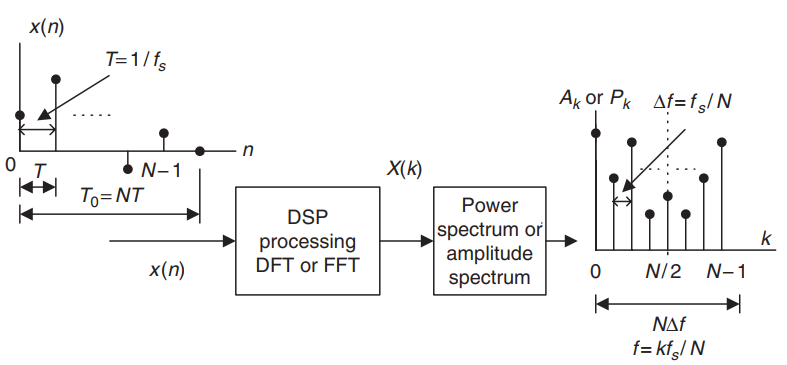 x(n)
T=1/fₛ
.....
0
T
N−1
n
T₀=NT
x(n)
DSP
processing
DFT or FFT
X(k)
Power
spectrum or
amplitude
spectrum
Aₖ or Pₖ
Δf=fₛ/N
.....
k
0
N/2
N−1
NΔf
f=kfₛ/N